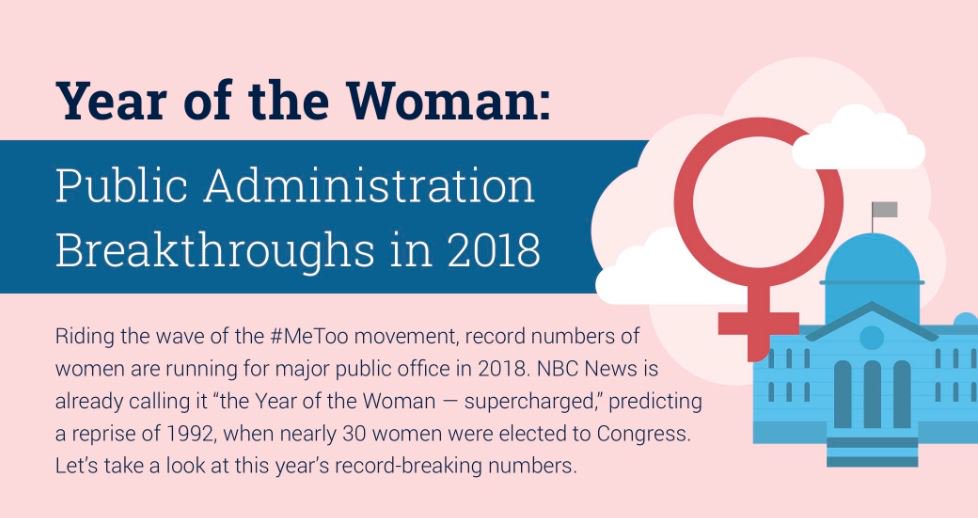 Year of the Woman:
Public Administration
Breakthroughs in 2018
Riding the wave of the #MeToo movement, record numbers of
women are running for major public office in 2018. NBC News is
already calling it “the Year of the Woman — supercharged,” predicting
a reprise of 1992, when nearly 30 women were elected to Congress.
Let’s take a look at this year’s record-breaking numbers.